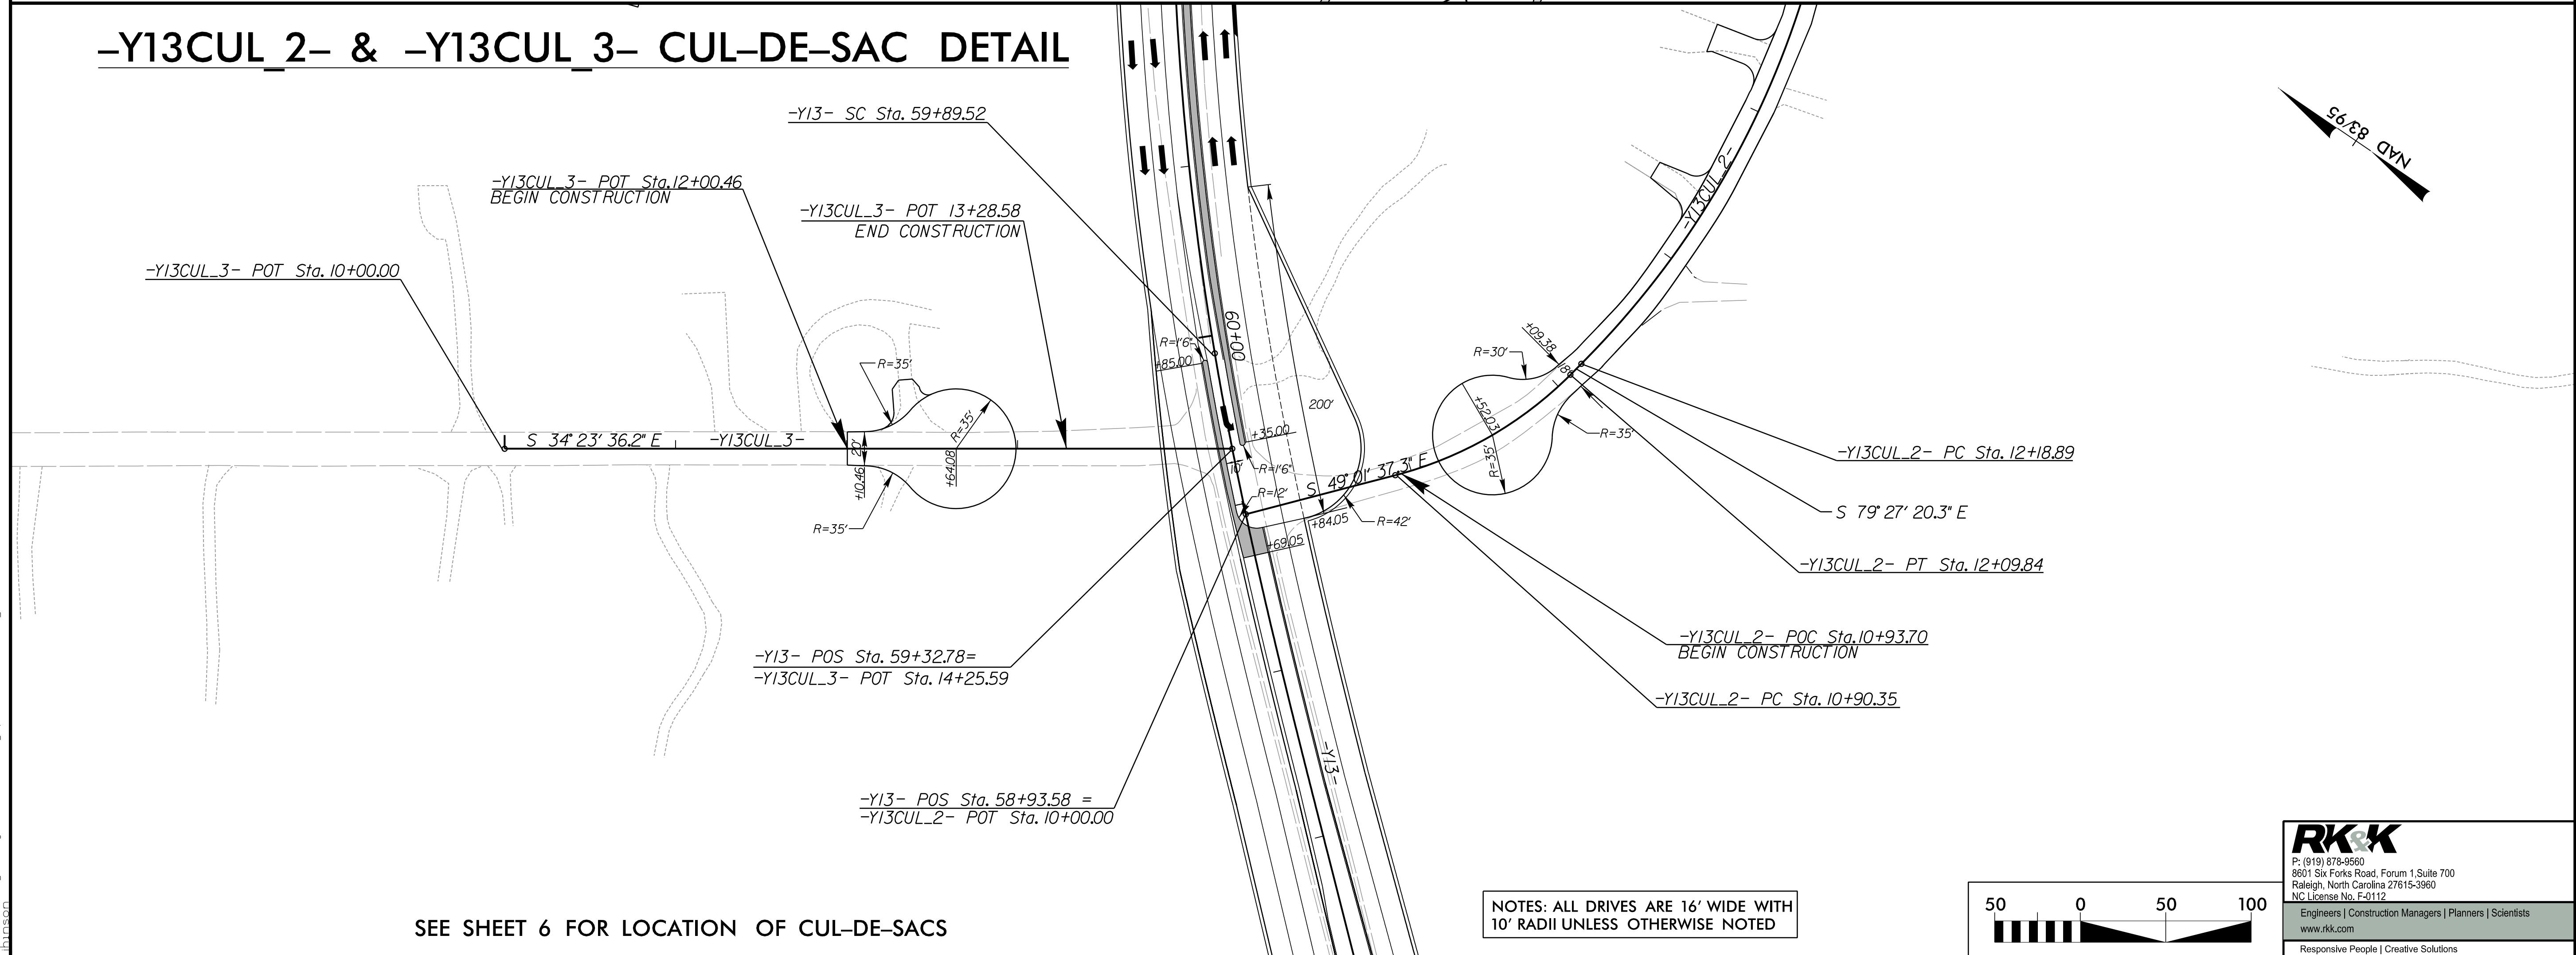 –Y13CUL_2– & –Y13CUL_3– CUL–DE–SAC DETAIL
–Y13– SC Sta. 59+89.52
–Y13CUL_3– POT Sta. 12+00.46
BEGIN CONSTRUCTION
–Y13CUL_3– POT 13+28.58
END CONSTRUCTION
–Y13CUL_3– POT Sta. 10+00.00
NAD 83/95
–Y13CUL_2–
60+00
R=1'6"
+85.00
R=35'
R=35'
+64.08
20'
+10.46
R=35'
S 34° 23' 36.2" E
–Y13CUL_3–
200'
+35.00
R=1'6"
10'
R=12'
S 49° 01' 37.3" E
+84.05
R=42'
+69.05
R=30'
+09.38
18'
+52.03
R=35'
R=35'
–Y13CUL_2– PC Sta. 12+18.89
S 79° 27' 20.3" E
–Y13CUL_2– PT Sta. 12+09.84
–Y13CUL_2– POC Sta. 10+93.70
BEGIN CONSTRUCTION
–Y13CUL_2– PC Sta. 10+90.35
–Y13– POS Sta. 59+32.78=
–Y13CUL_3– POT Sta. 14+25.59
–Y13– POS Sta. 58+93.58 =
–Y13CUL_2– POT Sta. 10+00.00
–Y13–
SEE SHEET 6 FOR LOCATION OF CUL–DE–SACS
NOTES: ALL DRIVES ARE 16' WIDE WITH
10' RADII UNLESS OTHERWISE NOTED
50 0 50 100
RK&K
P: (919) 878-9560
8601 Six Forks Road, Forum 1,Suite 700
Raleigh, North Carolina 27615-3960
NC License No. F-0112
Engineers | Construction Managers | Planners | Scientists
www.rkk.com
Responsive People | Creative Solutions